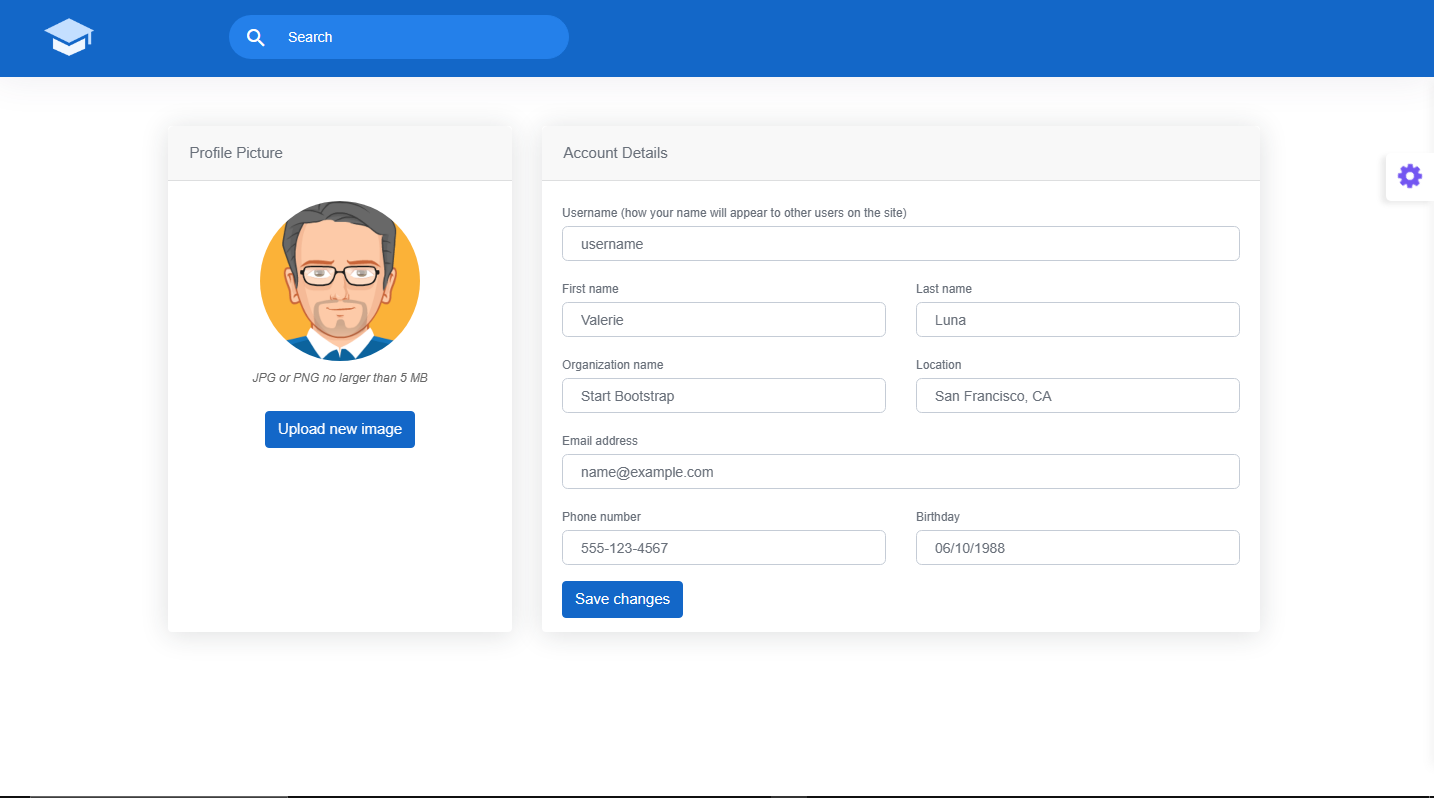 Search
Profile Picture
JPG or PNG no larger than 5 MB
Upload new image
Account Details
Username (how your name will appear to other users on the site)
username
First name
Last name
Valerie
Luna
Organization name
Location
Start Bootstrap
San Francisco, CA
Email address
name@example.com
Phone number
Birthday
555-123-4567
06/10/1988
Save changes